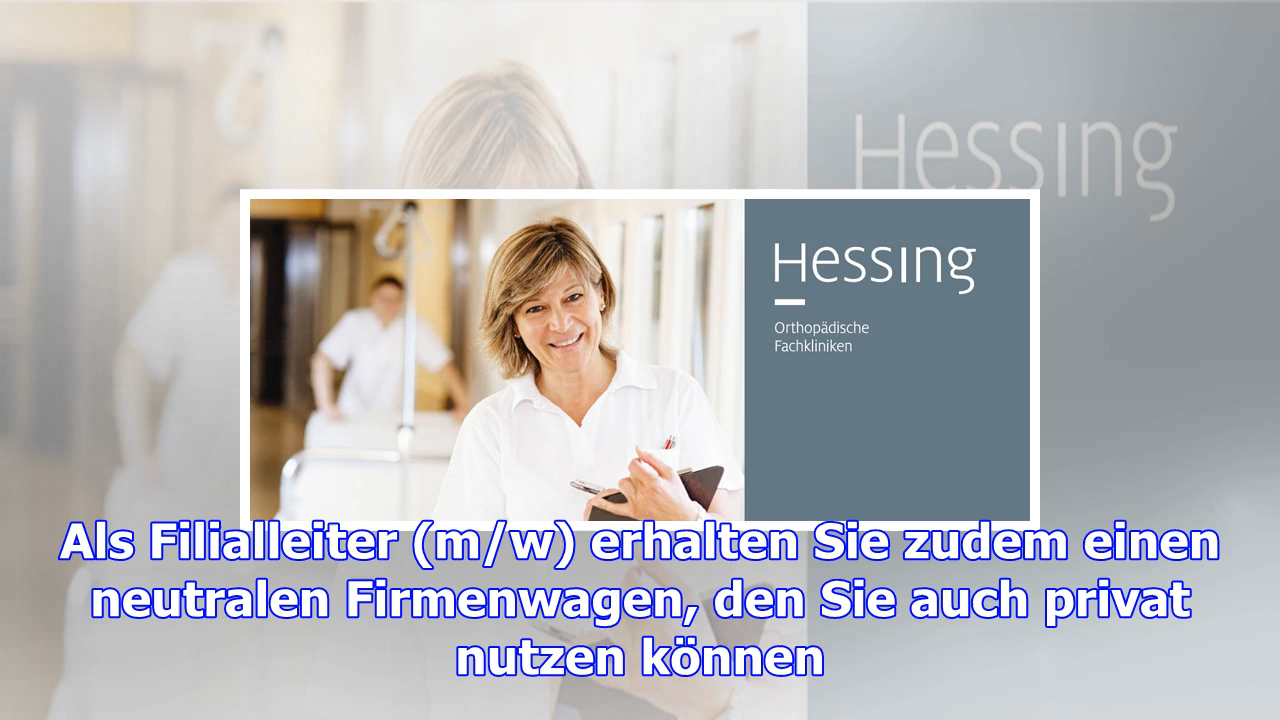 Hessing
Hessing
Orthopädische
Fachkliniken
Als Filialleiter (m/w) erhalten Sie zudem einen
neutralen Firmenwagen, den Sie auch privat
nutzen können